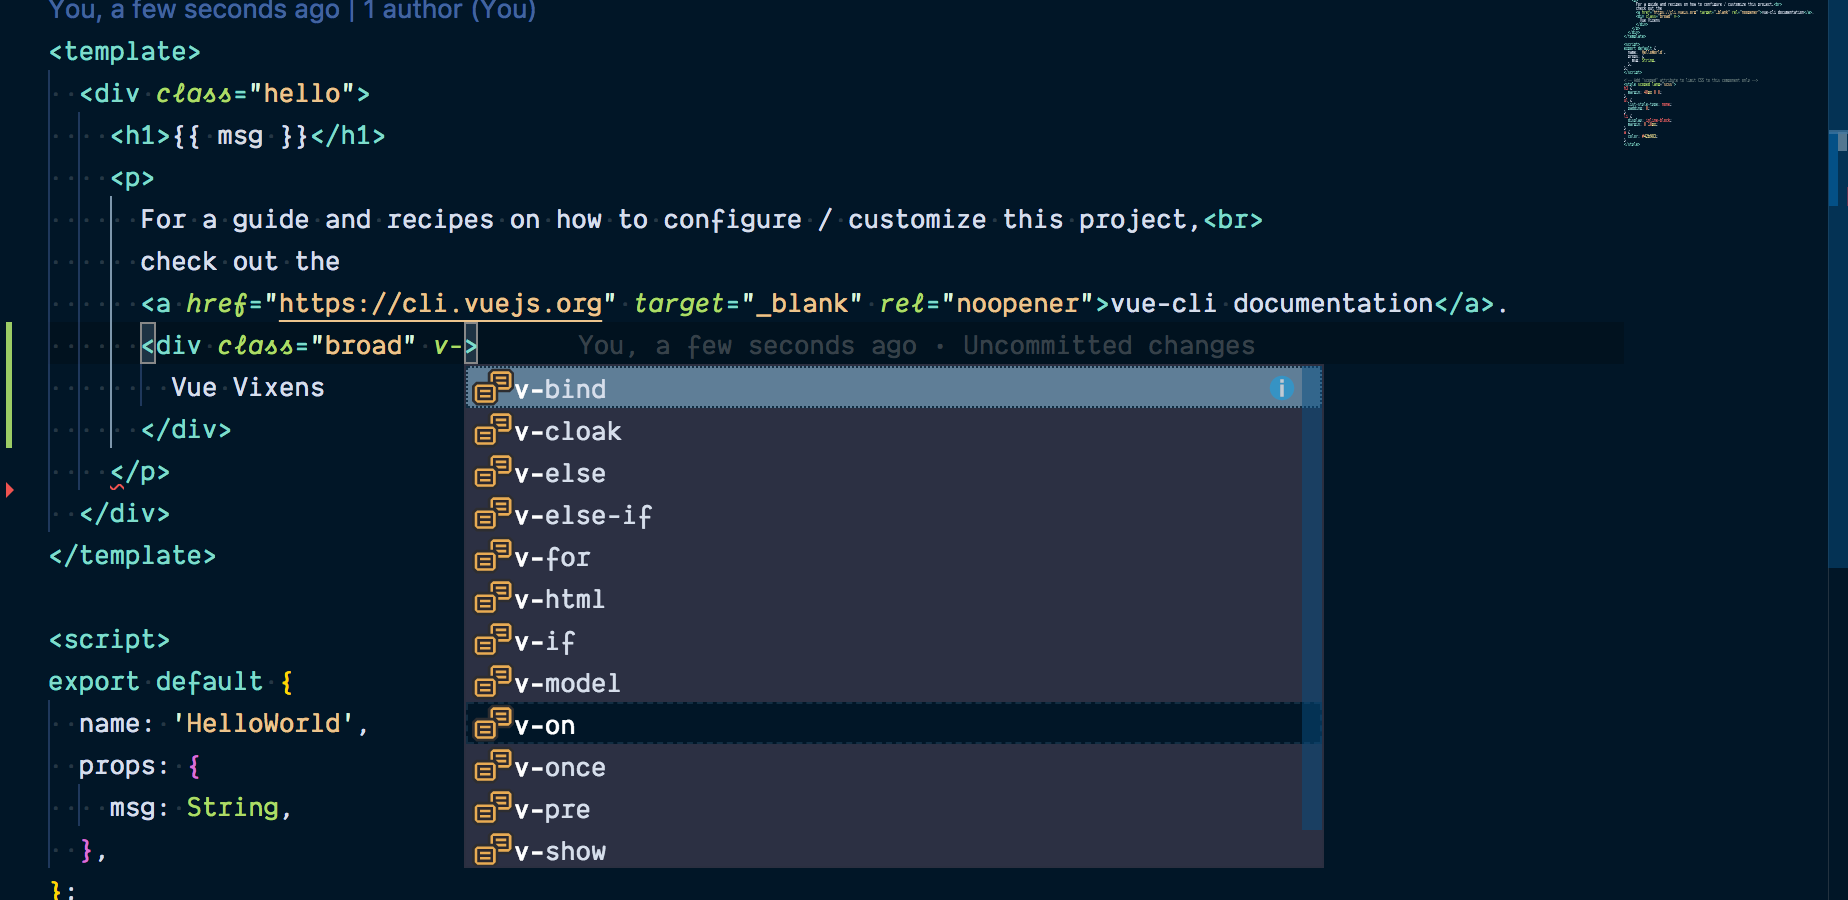 You, a few seconds ago | 1 author (You)
<template>
<div class="hello">
<h1>{{ msg }}</h1>
<p>
For a guide and recipes on how to configure / customize this project,<br>
check out the
<a href="https://cli.vuejs.org" target="_blank" rel="noopener">vue-cli documentation</a>.
<div class="broad" v-> You, a few seconds ago • Uncommitted changes
Vue Vixens
</div>
</p>
</div>
</template>
<script>
export default {
name: 'HelloWorld',
props: {
msg: String,
},
};
v-bind
v-cloak
v-else
v-else-if
v-for
v-html
v-if
v-model
v-on
v-once
v-pre
v-show